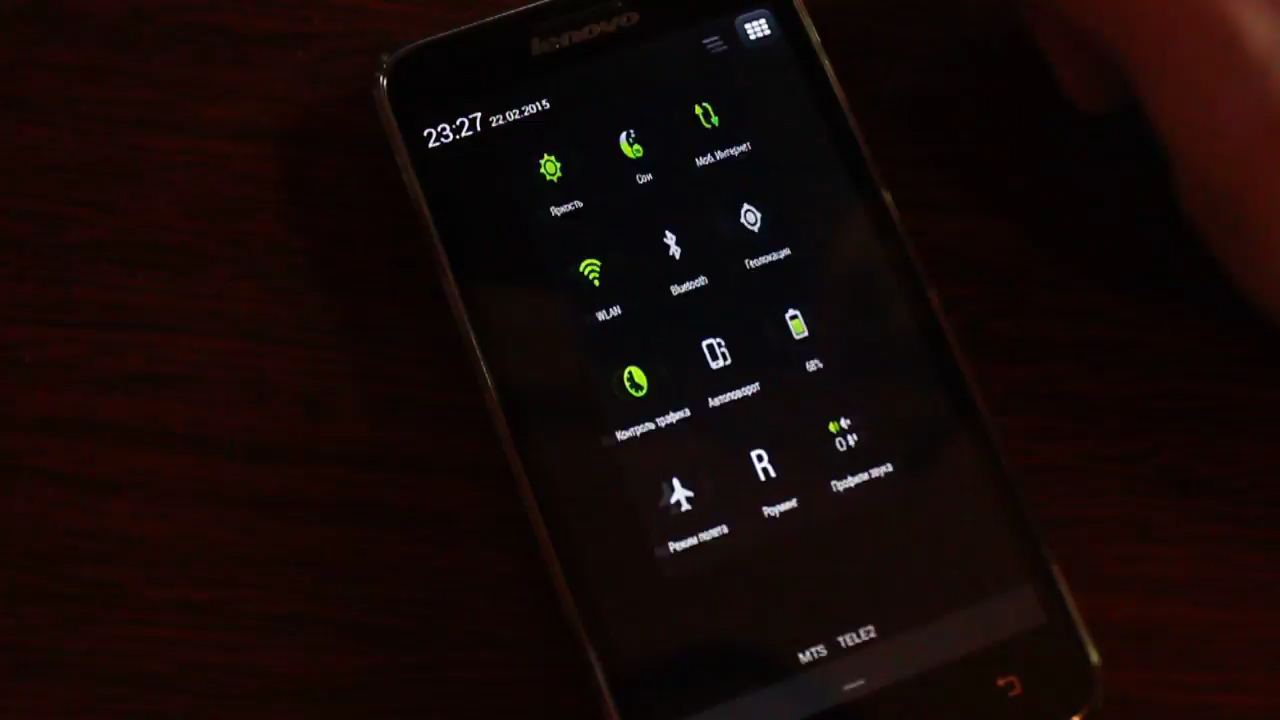 lenovo
23:27 22.02.2015
Яркость
Сон
Моб. Интернет
WLAN
Bluetooth
Геолокация
Контроль трафика
Автоповорот
68%
Режим полета
R
Роуминг
Профили звука
MTS TELE2